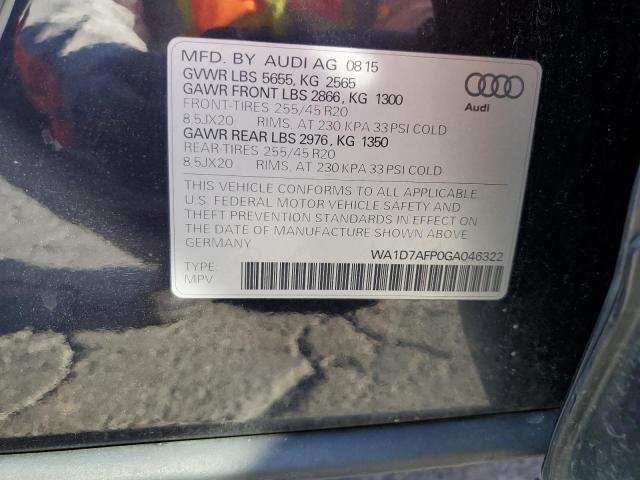 MFD. BY AUDI AG 08 15
GVWR LBS 5655, KG 2565
GAWR FRONT LBS 2866, KG 1300
FRONT-TIRES 255/45 R20
8.5JX20 RIMS, AT 230 KPA 33 PSI COLD
GAWR REAR LBS 2976, KG 1350
REAR-TIRES 255/45 R20
8.5JX20 RIMS, AT 230 KPA 33 PSI COLD
Audi
THIS VEHICLE CONFORMS TO ALL APPLICABLE
U.S. FEDERAL MOTOR VEHICLE SAFETY AND
THEFT PREVENTION STANDARDS IN EFFECT ON
THE DATE OF MANUFACTURE SHOWN ABOVE
GERMANY
WA1D7AFP0GA046322
TYPE:
MPV